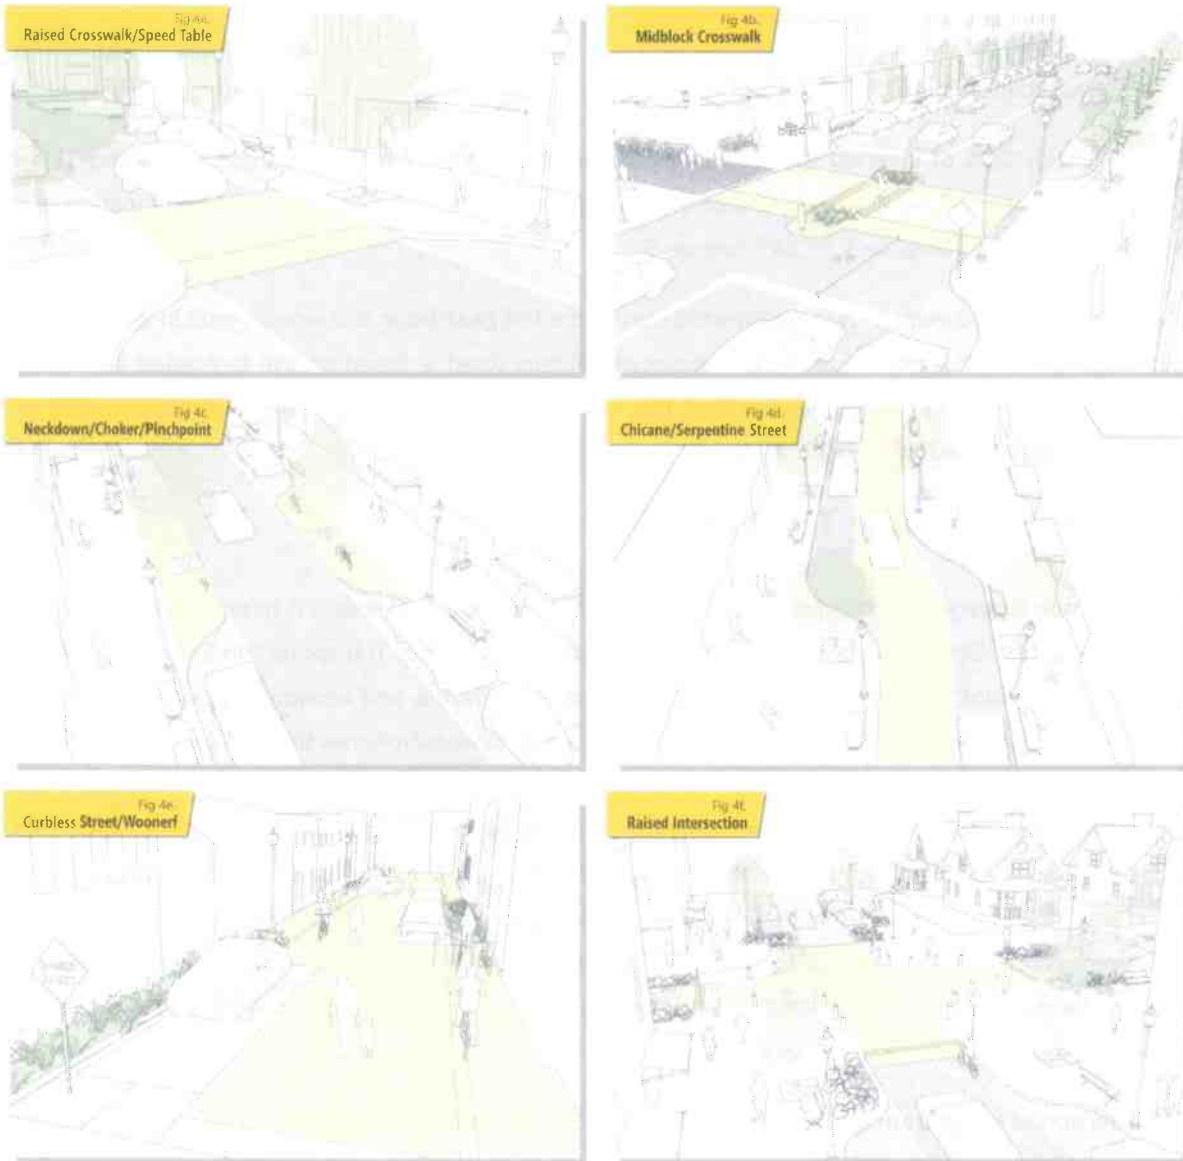 Fig 4a.
Raised Crosswalk/Speed Table
Fig 4b.
Midblock Crosswalk
Fig 4c.
Neckdown/Choker/Pinchpoint
Fig 4d.
Chicane/Serpentine Street
Fig 4e.
Curbless Street/Woonerf
Fig 4f.
Raised Intersection